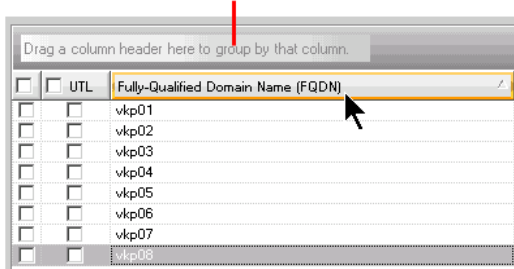 Drag a column header here to group by that column.
UTL Fully-Qualified Domain Name (FQDN)
vkp01
vkp02
vkp03
vkp04
vkp05
vkp06
vkp07
vkp08